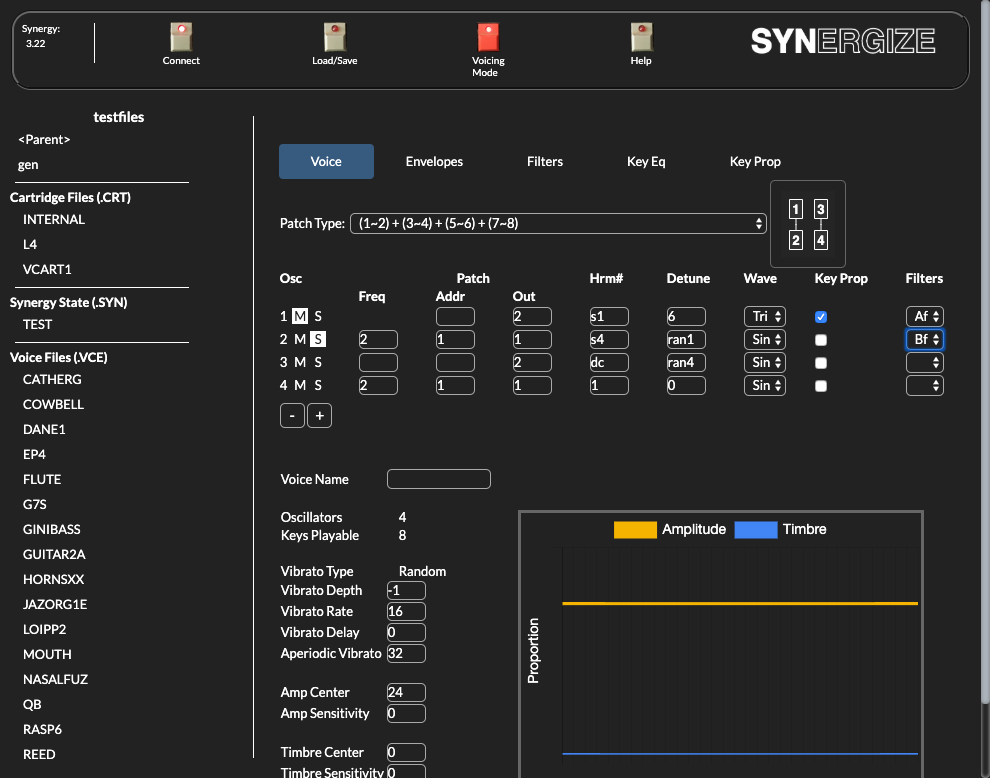 Synergy:
3.22
Connect
Load/Save
Voicing
Mode
Help
SYNERGIZE
testfiles
<Parent>
gen
Cartridge Files (.CRT)
INTERNAL
L4
VCART1
Synergy State (.SYN)
TEST
Voice Files (.VCE)
CATHERG
COWBELL
DANE1
EP4
FLUTE
G7S
GINIBASS
GUITAR2A
HORNSXX
JAZORG1E
LOIPP2
MOUTH
NASALFUZ
QB
RASP6
REED
Voice Envelopes Filters Key Eq Key Prop
Patch Type: (1~2) + (3~4) + (5~6) + (7~8)
1 3
2 4
Osc Patch Hrm# Detune Wave Key Prop Filters
Freq Addr Out
1 M S 2 s1 6 Tri Af
2 M S 2 1 1 s4 ran1 Sin Bf
3 M S 2 dc ran4 Sin
4 M S 2 1 1 1 0 Sin
- +
Voice Name
Oscillators 4
Keys Playable 8
Vibrato Type Random
Vibrato Depth -1
Vibrato Rate 16
Vibrato Delay 0
Aperiodic Vibrato 32
Amp Center 24
Amp Sensitivity 0
Timbre Center 0
Timbre Sensitivity 0
Amplitude Timbre
Proportion